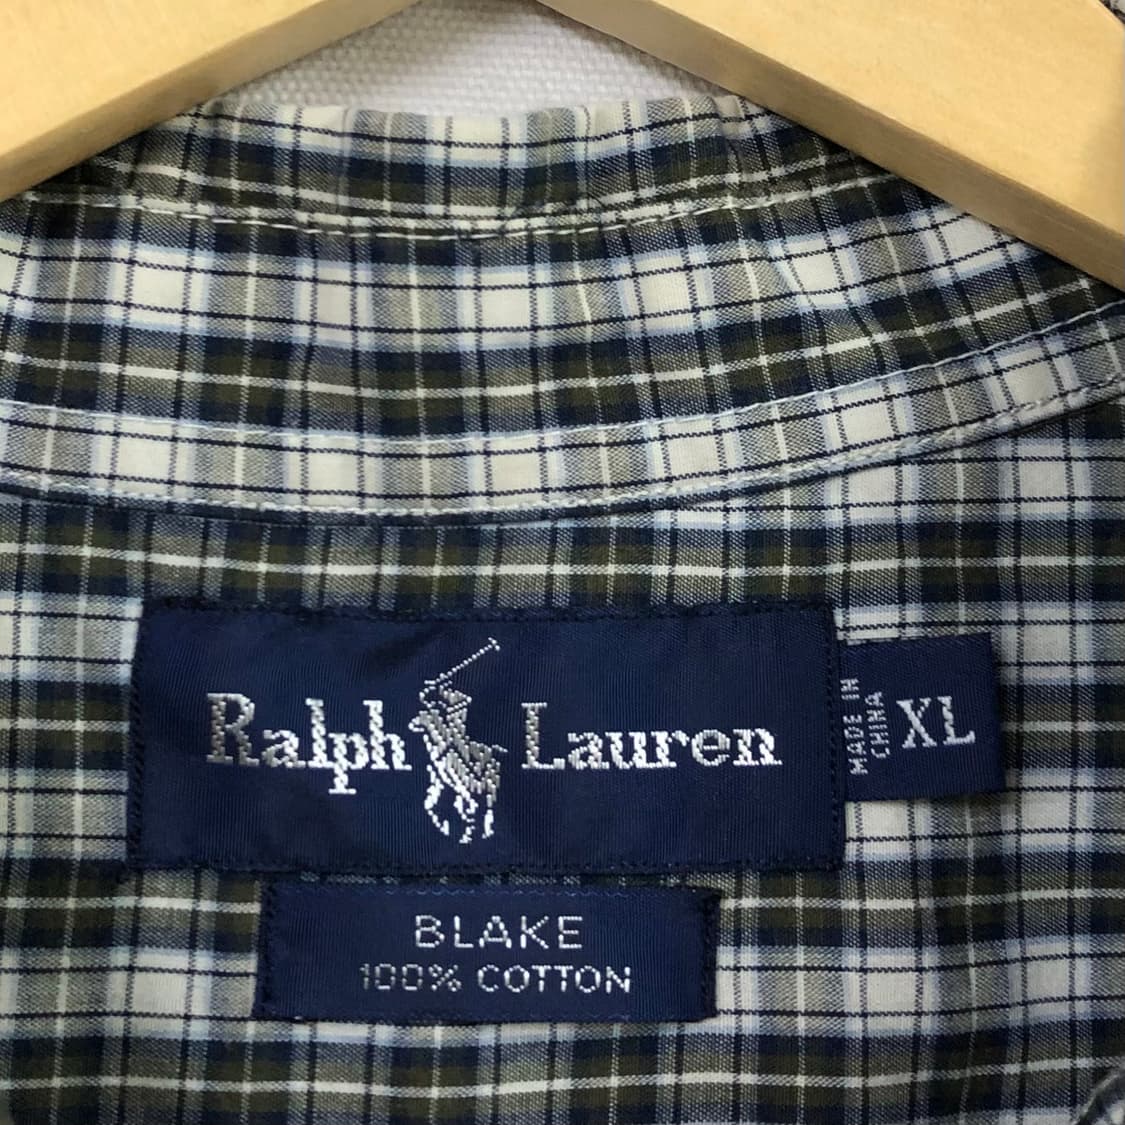 Ralph Lauren
MADE IN
CHINA
XL
BLAKE
100% COTTON